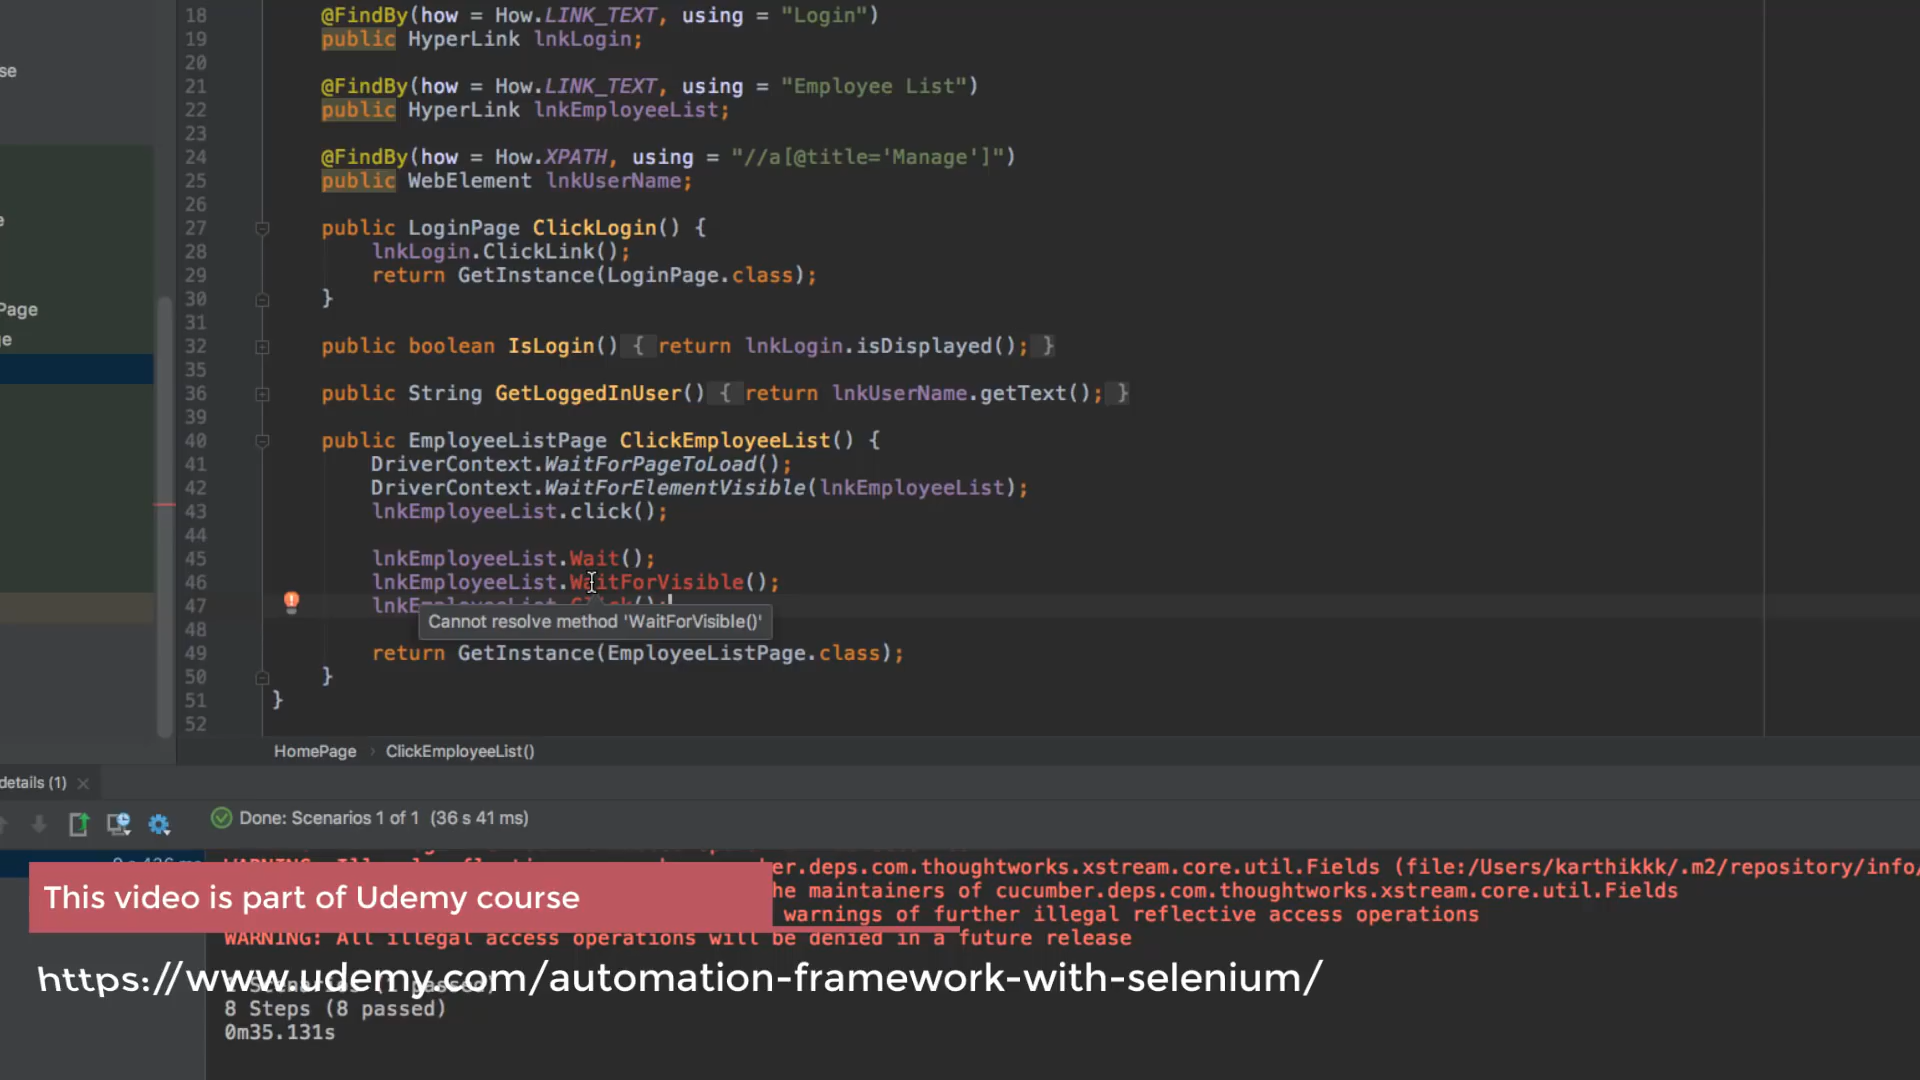 18 @FindBy(how = How.LINK_TEXT, using = "Login")
19 public HyperLink lnkLogin;
20
21 @FindBy(how = How.LINK_TEXT, using = "Employee List")
22 public HyperLink lnkEmployeeList;
23
24 @FindBy(how = How.XPATH, using = "//a[@title='Manage']")
25 public WebElement lnkUserName;
26
27 public LoginPage ClickLogin() {
28 lnkLogin.ClickLink();
29 return GetInstance(LoginPage.class);
30 }
31
32 public boolean IsLogin() { return lnkLogin.isDisplayed(); }
35
36 public String GetLoggedInUser() { return lnkUserName.getText(); }
39
40 public EmployeeListPage ClickEmployeeList() {
41 DriverContext.WaitForPageToLoad();
42 DriverContext.WaitForElementVisible(lnkEmployeeList);
43 lnkEmployeeList.click();
44
45 lnkEmployeeList.Wait();
46 lnkEmployeeList.WaitForVisible();
47 lnkEmployeeList.Click();
Cannot resolve method 'WaitForVisible()'
48
49 return GetInstance(EmployeeListPage.class);
50 }
51 }
52
se
e
Page
ge
HomePage › ClickEmployeeList()
details (1)
Done: Scenarios 1 of 1 (36 s 41 ms)
er.deps.com.thoughtworks.xstream.core.util.Fields (file:/Users/karthikkk/.m2/repository/info/
he maintainers of cucumber.deps.com.thoughtworks.xstream.core.util.Fields
warnings of further illegal reflective access operations
WARNING: All illegal access operations will be denied in a future release
This video is part of Udemy course
https://www.udemy.com/automation-framework-with-selenium/
8 Steps (8 passed)
0m35.131s